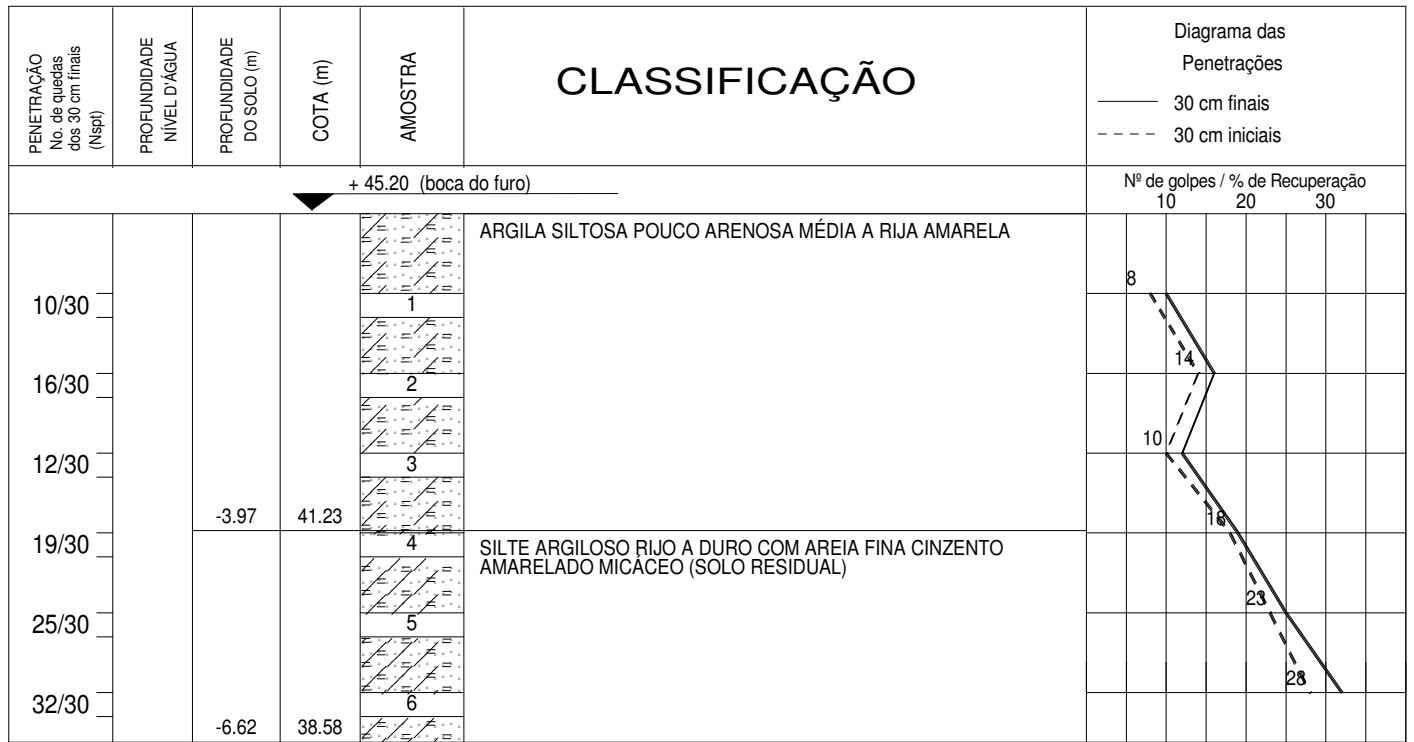 PENETRAÇÃO
No. de quedas
dos 30 cm finais
(Nspt)
PROFUNDIDADE
NÍVEL D'ÁGUA
PROFUNDIDADE
DO SOLO (m)
COTA (m)
AMOSTRA
CLASSIFICAÇÃO
Diagrama das
Penetrações
30 cm finais
30 cm iniciais
+ 45.20 (boca do furo)
Nº de golpes / % de Recuperação
10 20 30
ARGILA SILTOSA POUCO ARENOSA MÉDIA A RIJA AMARELA
8
10/30
1
14
16/30
2
10
12/30
3
-3.97 41.23
18
19/30
4
SILTE ARGILOSO RIJO A DURO COM AREIA FINA CINZENTO
AMARELADO MICÁCEO (SOLO RESIDUAL)
23
25/30
5
28
32/30
6
-6.62 38.58